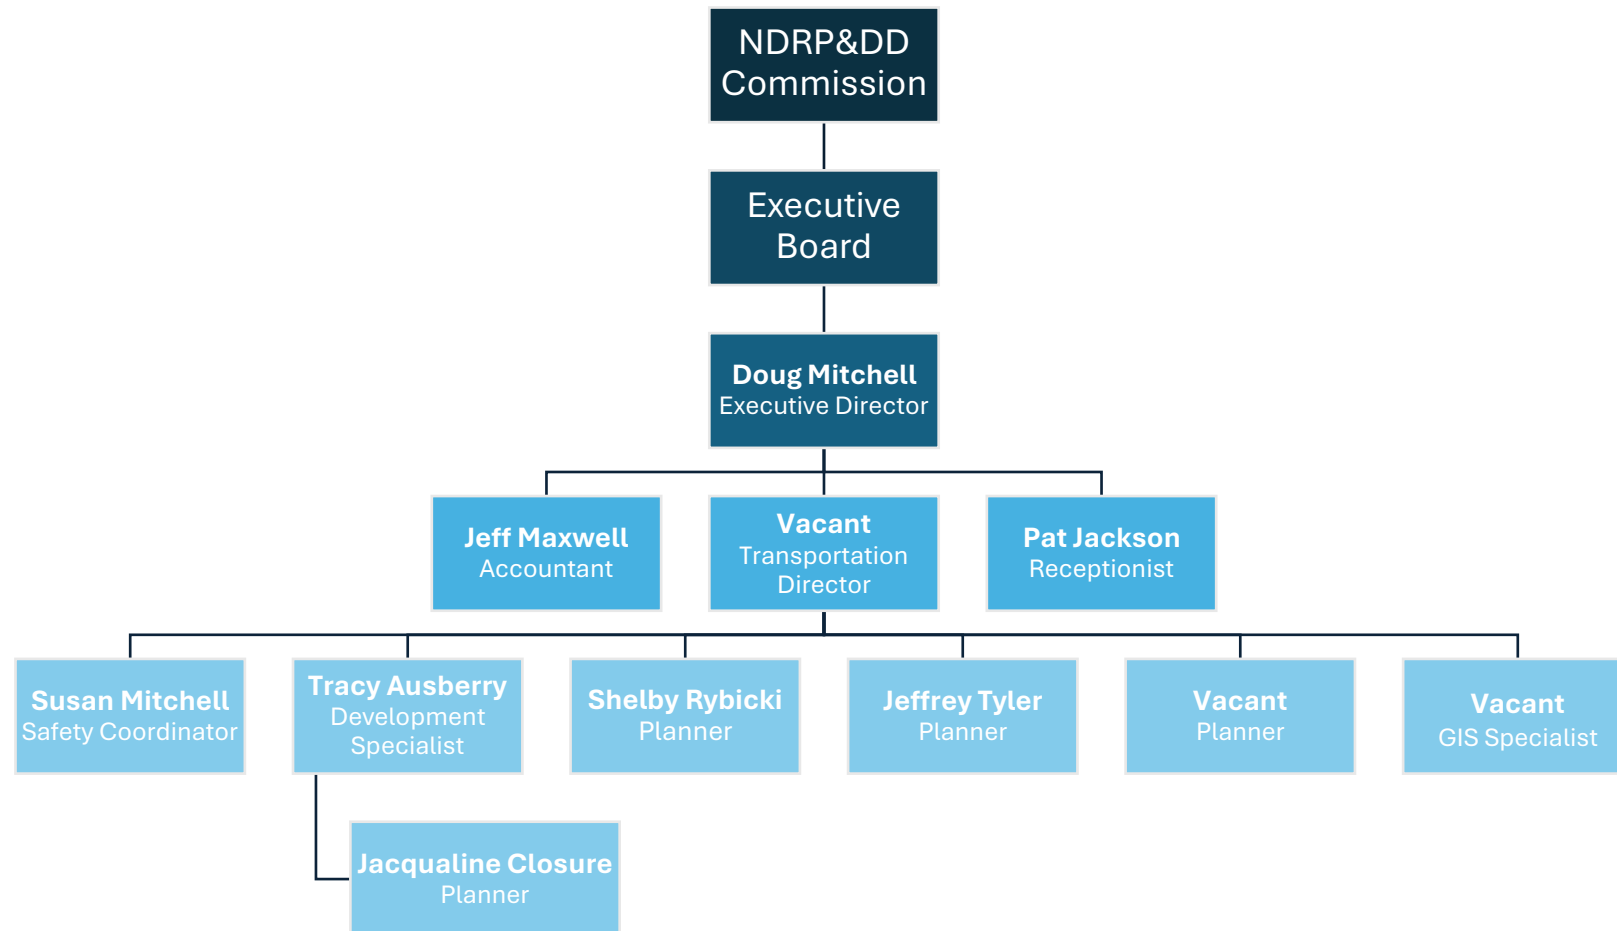 NDRP&DD
Commission
Executive
Board
Doug Mitchell
Executive Director
Jeff Maxwell
Accountant
Vacant
Transportation
Director
Pat Jackson
Receptionist
Susan Mitchell
Safety Coordinator
Tracy Ausberry
Development
Specialist
Shelby Rybicki
Planner
Jeffrey Tyler
Planner
Vacant
Planner
Vacant
GIS Specialist
Jacqualine Closure
Planner